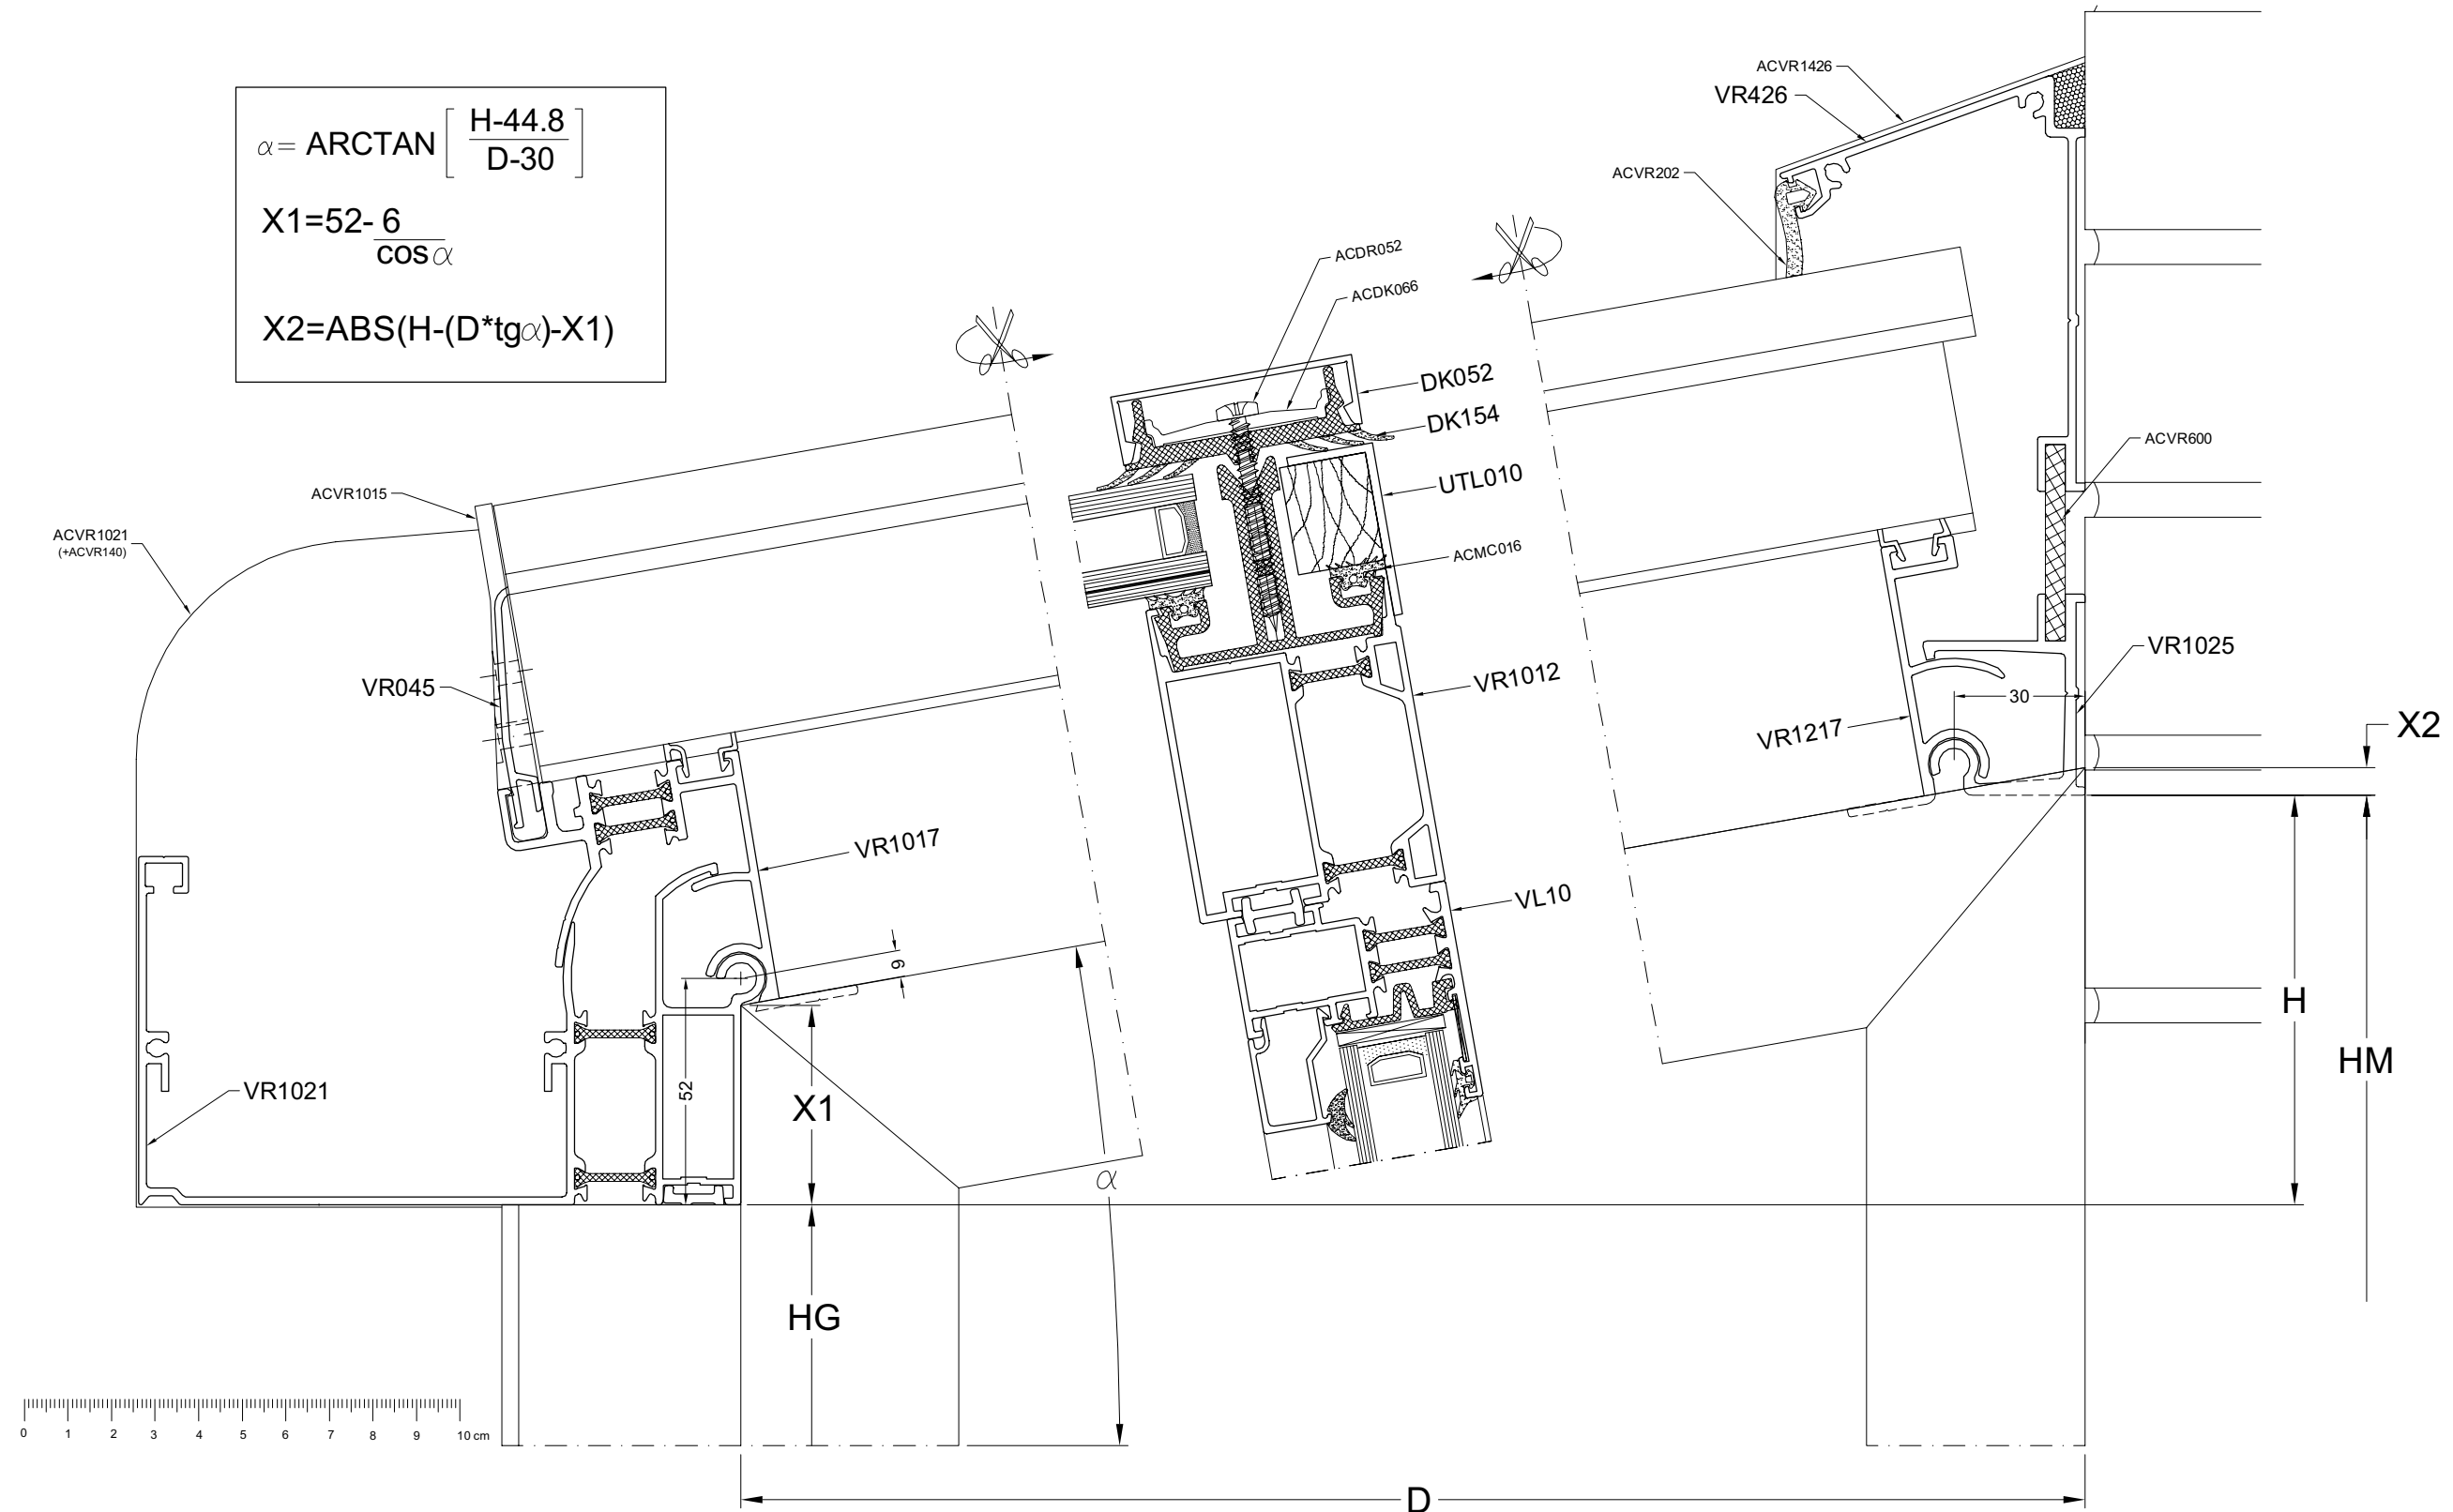 α= ARCTAN [ H-44.8
D-30 ]
X1=52- 6
cos α
X2=ABS(H-(D*tgα)-X1)
ACVR1426
VR426
ACVR202
ACDR052
ACDK066
DK052
DK154
UTL010
ACMC016
ACVR600
ACVR1015
ACVR1021
(+ACVR140)
VR045
VR1012
VR1025
30
X2
VR1217
VR1017
VL10
6
H
HM
52
X1
VR1021
α
HG
0 1 2 3 4 5 6 7 8 9 10 cm
D